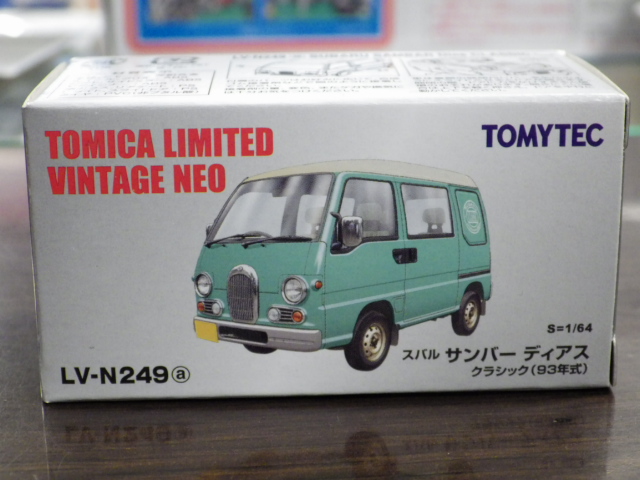 TOMICA LIMITED
VINTAGE NEO
TOMYTEC
S=1/64
スバル サンバー ディアス
クラシック(93年式)
LV-N249ⓐ